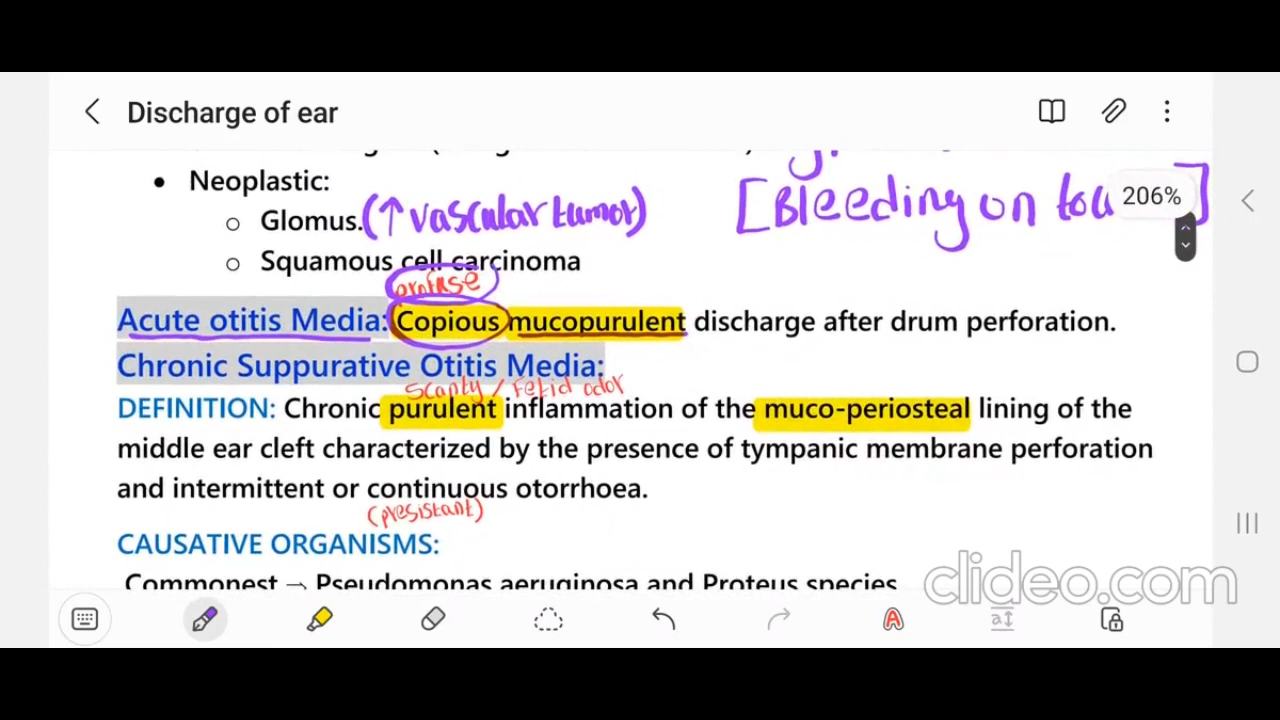 Discharge of ear
• Neoplastic:
o Glomus. (↑ vascular tumor)
[Bleeding on tou
206%
]
o Squamous cell carcinoma
profuse
Acute otitis Media: Copious mucopurulent discharge after drum perforation.
Chronic Suppurative Otitis Media:
Scanty / Fetid odor
DEFINITION: Chronic purulent inflammation of the muco-periosteal lining of the
middle ear cleft characterized by the presence of tympanic membrane perforation
and intermittent or continuous otorrhoea.
(presistant)
CAUSATIVE ORGANISMS:
Commonest → Pseudomonas aeruginosa and Proteus species
clideo.com
A
a